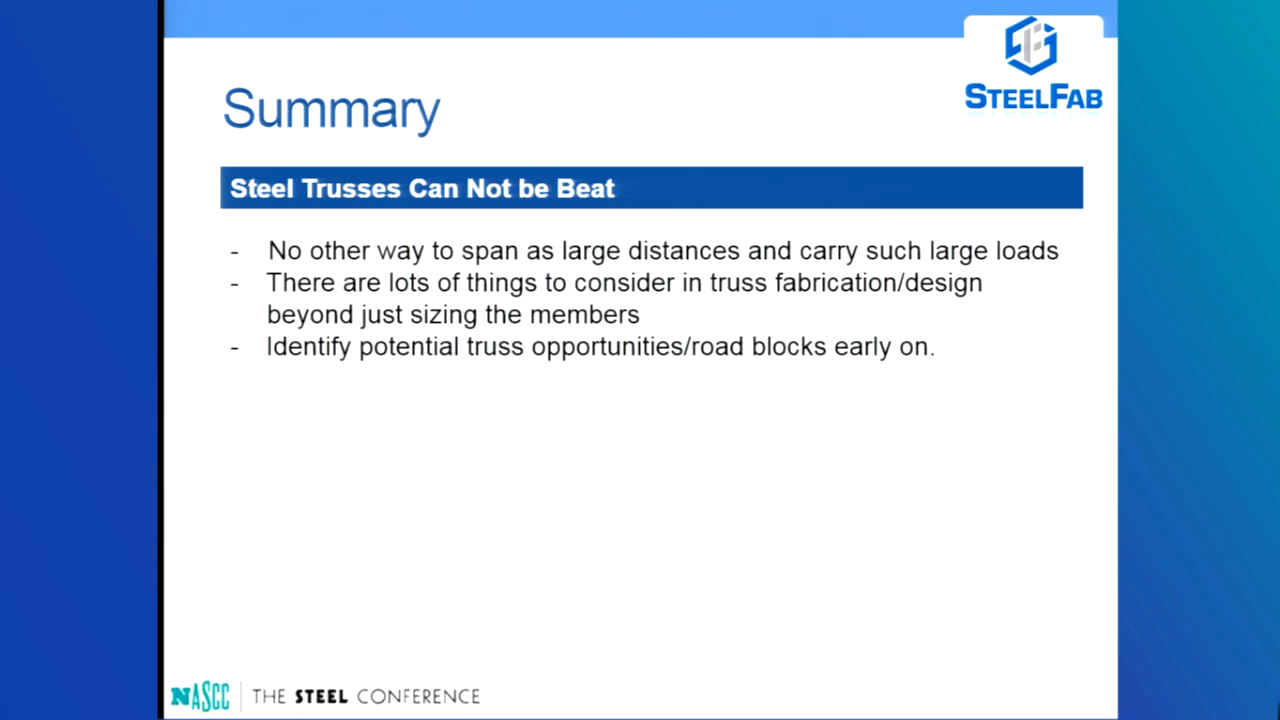 STEELFAB
Summary
Steel Trusses Can Not be Beat
- No other way to span as large distances and carry such large loads
- There are lots of things to consider in truss fabrication/design
beyond just sizing the members
- Identify potential truss opportunities/road blocks early on.
NASCC THE STEEL CONFERENCE